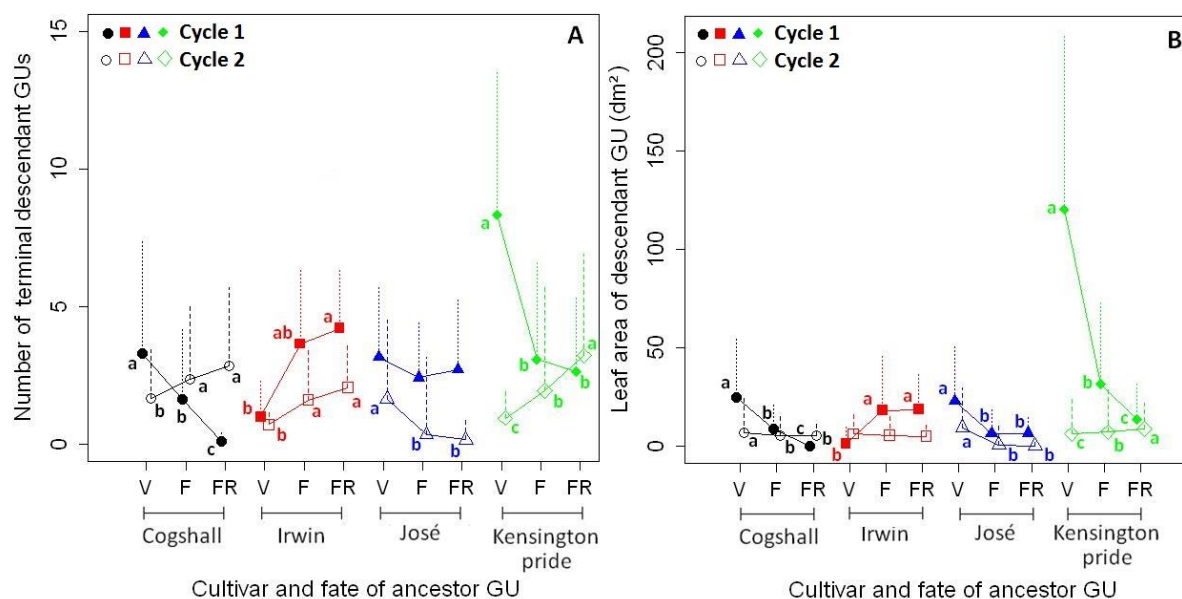 Number of terminal descendant GUs
15
10
5
0
Cycle 1
Cycle 2
A
a
b
c
b
a
a
b
ab
a
b
a
a
a
b
b
a
b
b
c
b
a
V F FR V F FR V F FR V F FR
Cogshall Irwin José Kensington pride
Cultivar and fate of ancestor GU
Leaf area of descendant GU (dm²)
200
150
100
50
0
Cycle 1
Cycle 2
B
a
b
c
a
b
b
b
a
a
a
b
b
a
b
b
a
b
c
c
b
a
V F FR V F FR V F FR V F FR
Cogshall Irwin José Kensington pride
Cultivar and fate of ancestor GU